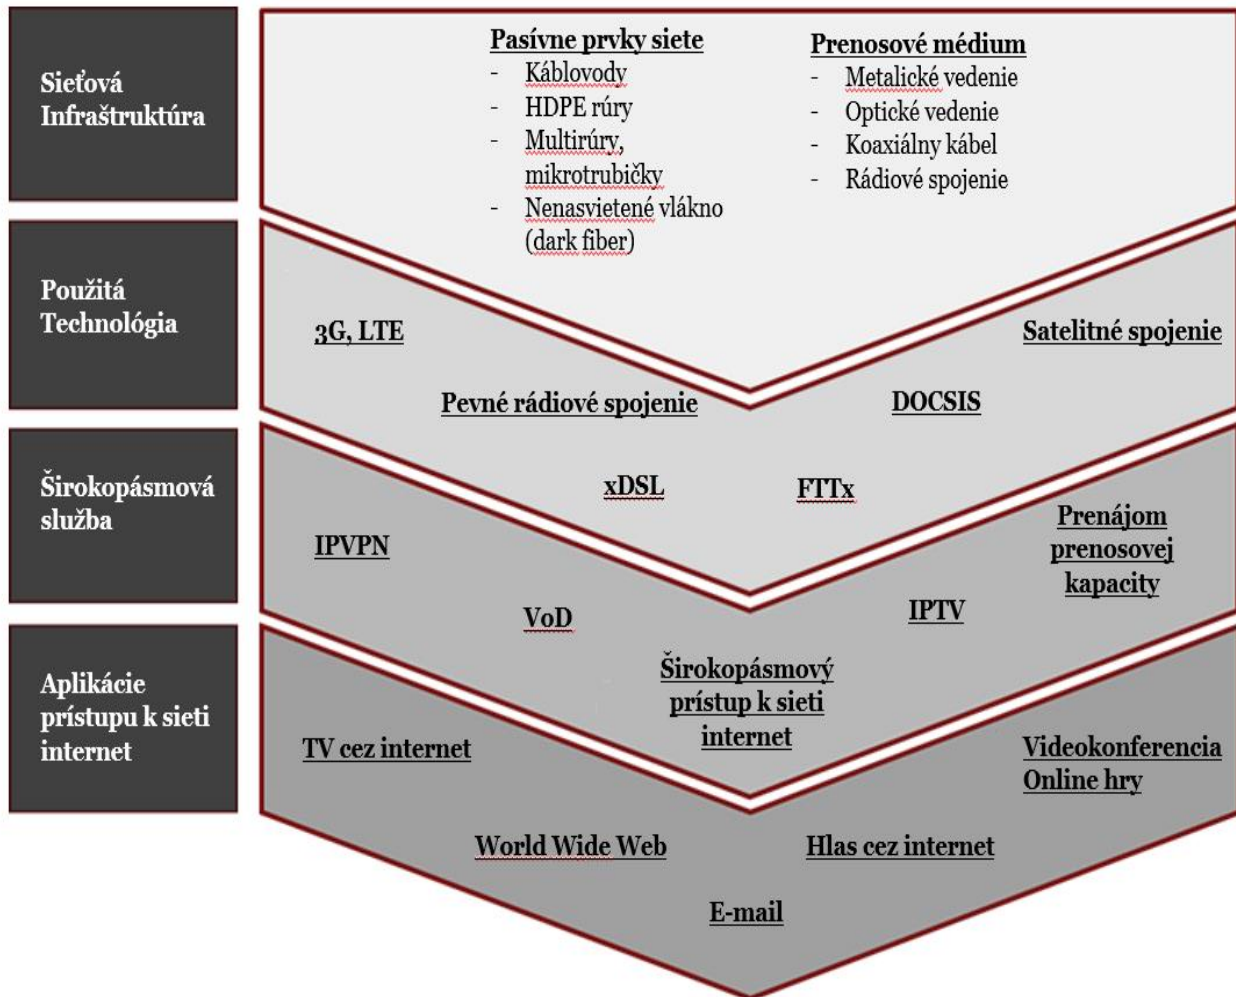 Sieťová
Infraštruktúra
Pasívne prvky siete
- Káblovody
- HDPE rúry
- Multirúry,
mikrotrubičky
- Nenasvietené vlákno
(dark fiber)
Prenosové médium
- Metalické vedenie
- Optické vedenie
- Koaxiálny kábel
- Rádiové spojenie
Použitá
Technológia
3G, LTE
Satelitné spojenie
Pevné rádiové spojenie
DOCSIS
xDSL
FTTx
Širokopásmová
služba
IPVPN
Prenájom
prenosovej
kapacity
VoD
IPTV
Širokopásmový
prístup k sieti
internet
Aplikácie
prístupu k sieti
internet
TV cez internet
Videokonferencia
Online hry
World Wide Web
Hlas cez internet
E-mail